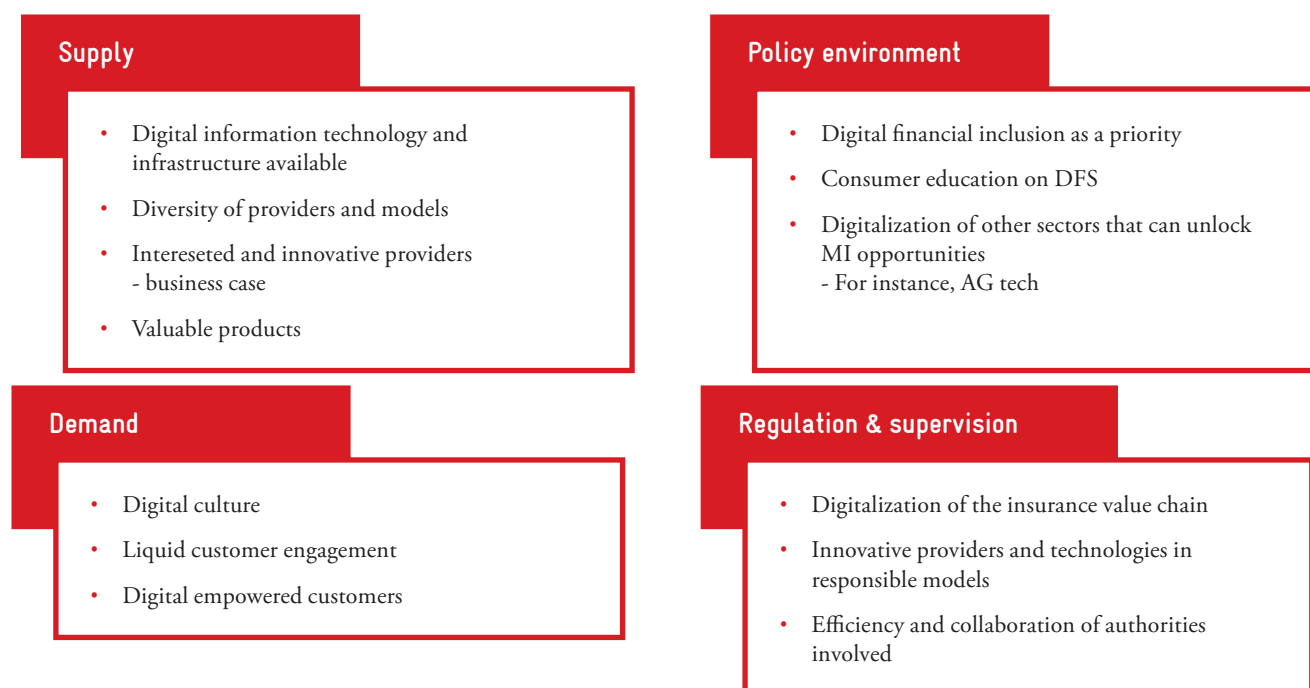 Supply
• Digital information technology and
infrastructure available
• Diversity of providers and models
• Intereseted and innovative providers
- business case
• Valuable products
Policy environment
• Digital financial inclusion as a priority
• Consumer education on DFS
• Digitalization of other sectors that can unlock
MI opportunities
- For instance, AG tech
Demand
• Digital culture
• Liquid customer engagement
• Digital empowered customers
Regulation & supervision
• Digitalization of the insurance value chain
• Innovative providers and technologies in
responsible models
• Efficiency and collaboration of authorities
involved